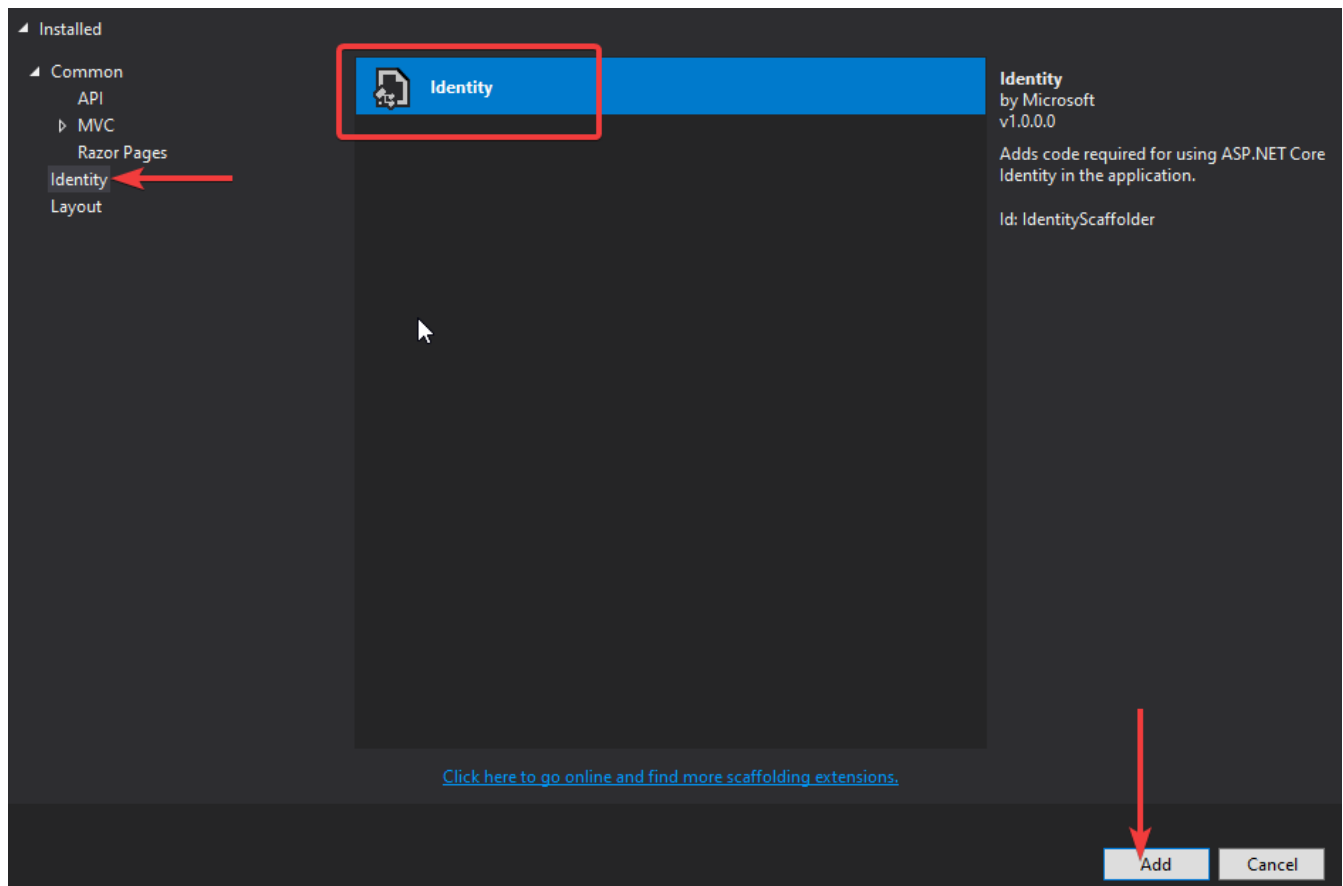 Installed
Common
API
MVC
Razor Pages
Identity
Layout
Identity
Identity
by Microsoft
v1.0.0.0
Adds code required for using ASP.NET Core
Identity in the application.
Id: IdentityScaffolder
Click here to go online and find more scaffolding extensions.
Add
Cancel